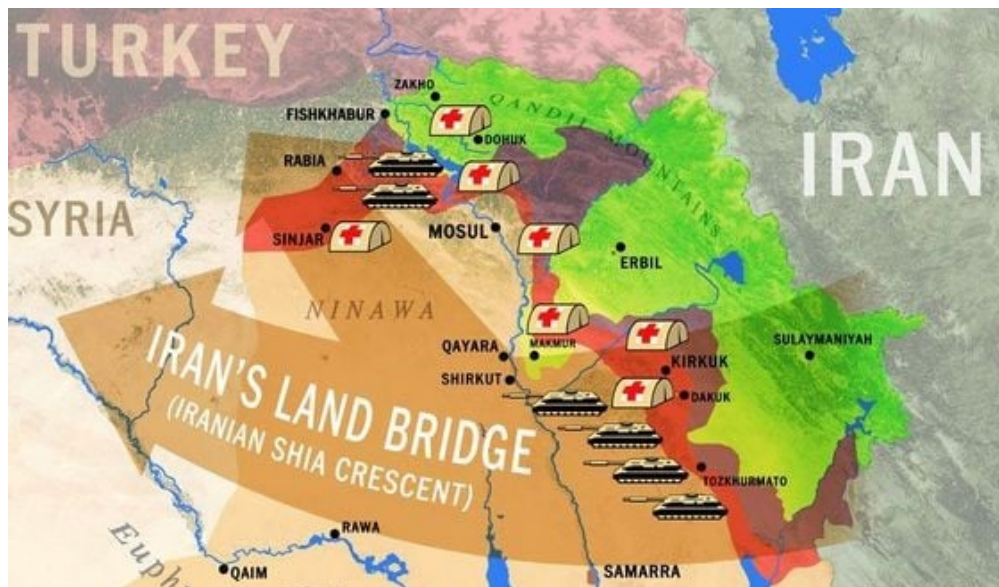 TURKEY
ZAKHO
QANDIL MOUNTAINS
FISHKHABUR
DOHUK
RABIA
IRAN
SYRIA
SINJAR
MOSUL
ERBIL
NINAWA
QAYARA
MAKMUR
KIRKUK
SULAYMANIYAH
SHIRKUT
DAKUK
IRAN'S LAND BRIDGE
(IRANIAN SHIA CRESCENT)
TOZKHURMATO
RAWA
Euph
QAIM
SAMARRA